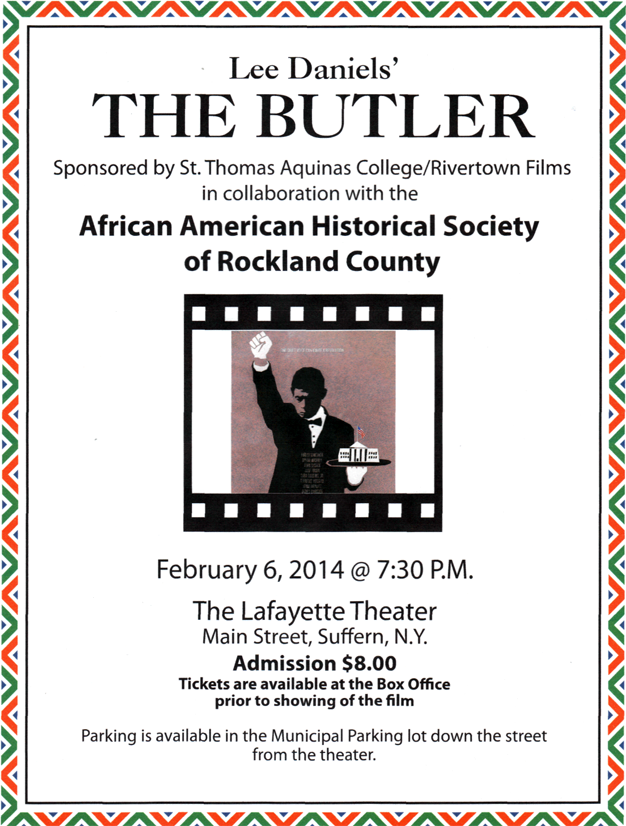 Lee Daniels'
THE BUTLER
Sponsored by St. Thomas Aquinas College/Rivertown Films
in collaboration with the
African American Historical Society
of Rockland County
February 6, 2014 @ 7:30 P.M.
The Lafayette Theater
Main Street, Suffern, N.Y.
Admission $8.00
Tickets are available at the Box Office
prior to showing of the film
Parking is available in the Municipal Parking lot down the street
from the theater.